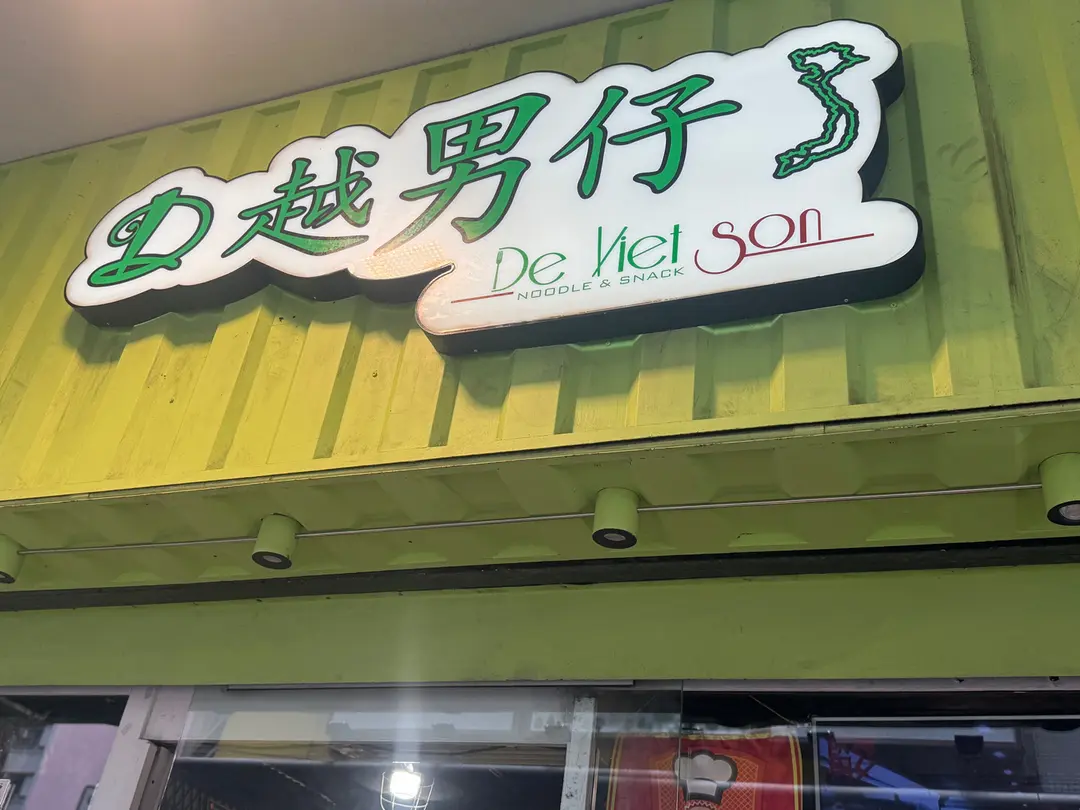 D越男仔
De Viet Son
NOODLE & SNACK